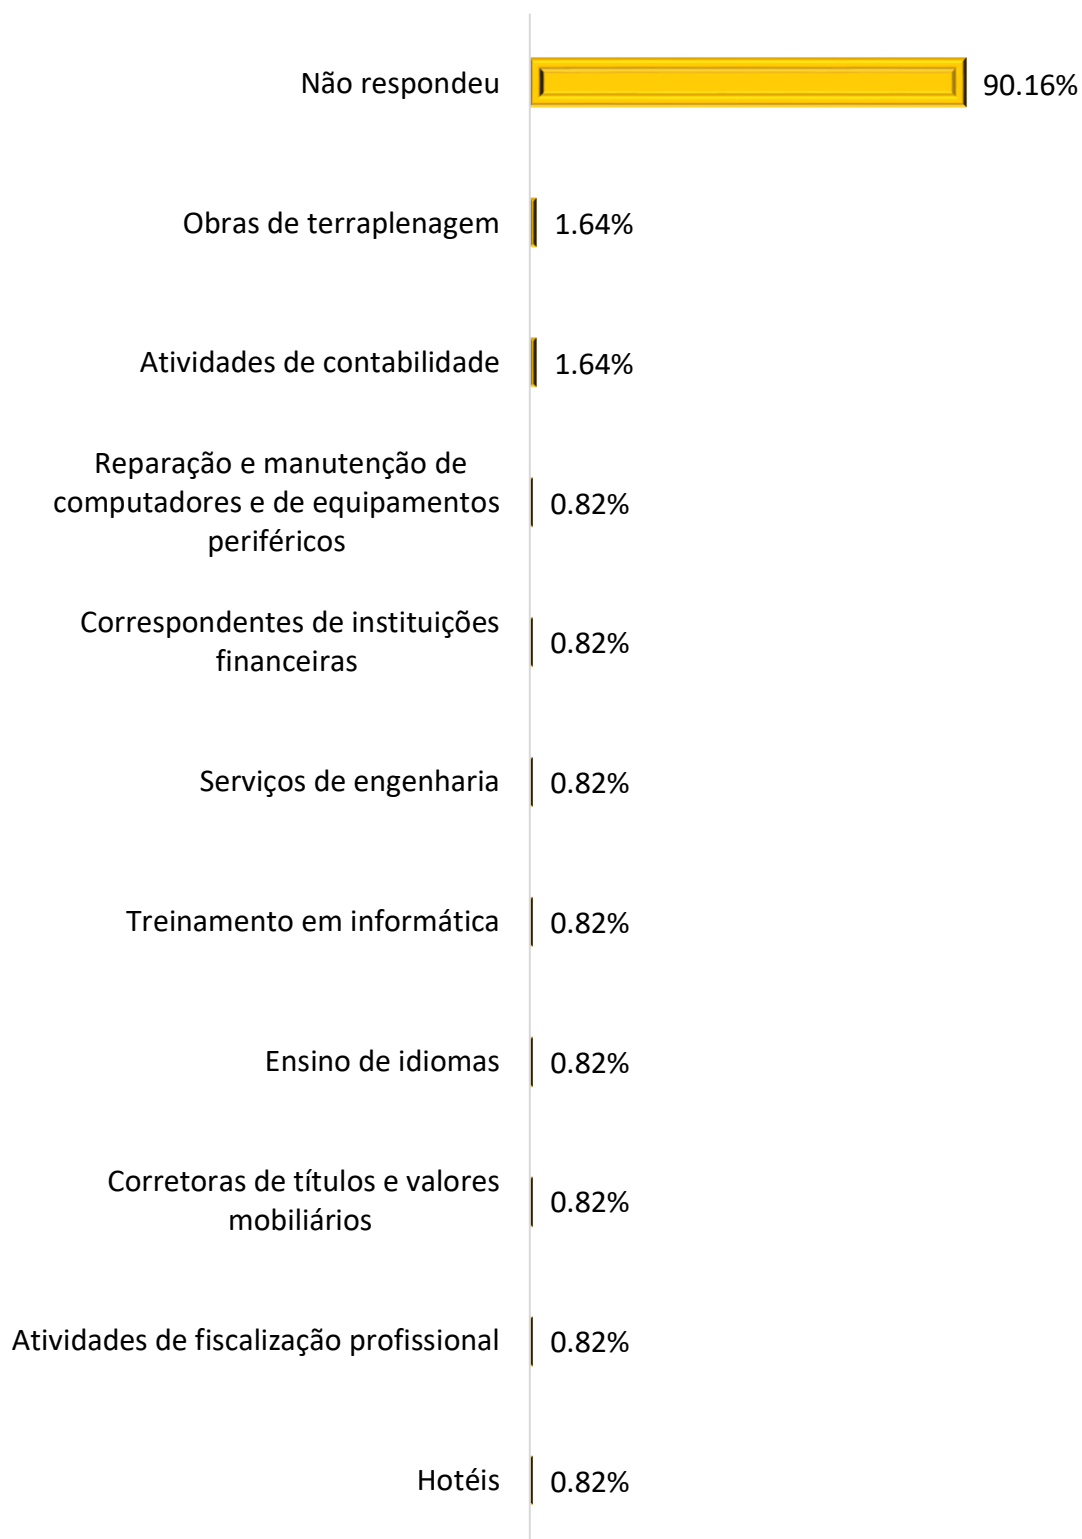 Não respondeu
90.16%
Obras de terraplenagem
1.64%
Atividades de contabilidade
1.64%
Reparação e manutenção de
computadores e de equipamentos
periféricos
0.82%
Correspondentes de instituições
financeiras
0.82%
Serviços de engenharia
0.82%
Treinamento em informática
0.82%
Ensino de idiomas
0.82%
Corretoras de títulos e valores
mobiliários
0.82%
Atividades de fiscalização profissional
0.82%
Hotéis
0.82%